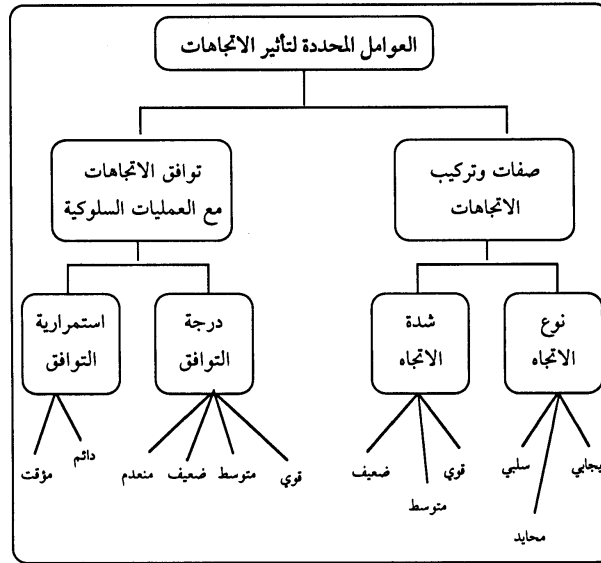 العوامل المحددة لتأثير الاتجاهات
صفات وتركيب
الاتجاهات
توافق الاتجاهات
مع العمليات السلوكية
نوع
الاتجاه
شدة
الاتجاه
درجة
التوافق
استمرارية
التوافق
يجابي
سلبي
محايد
قوي
متوسط
ضعيف
قوي
متوسط
ضعيف
منعدم
دائم
مؤقت